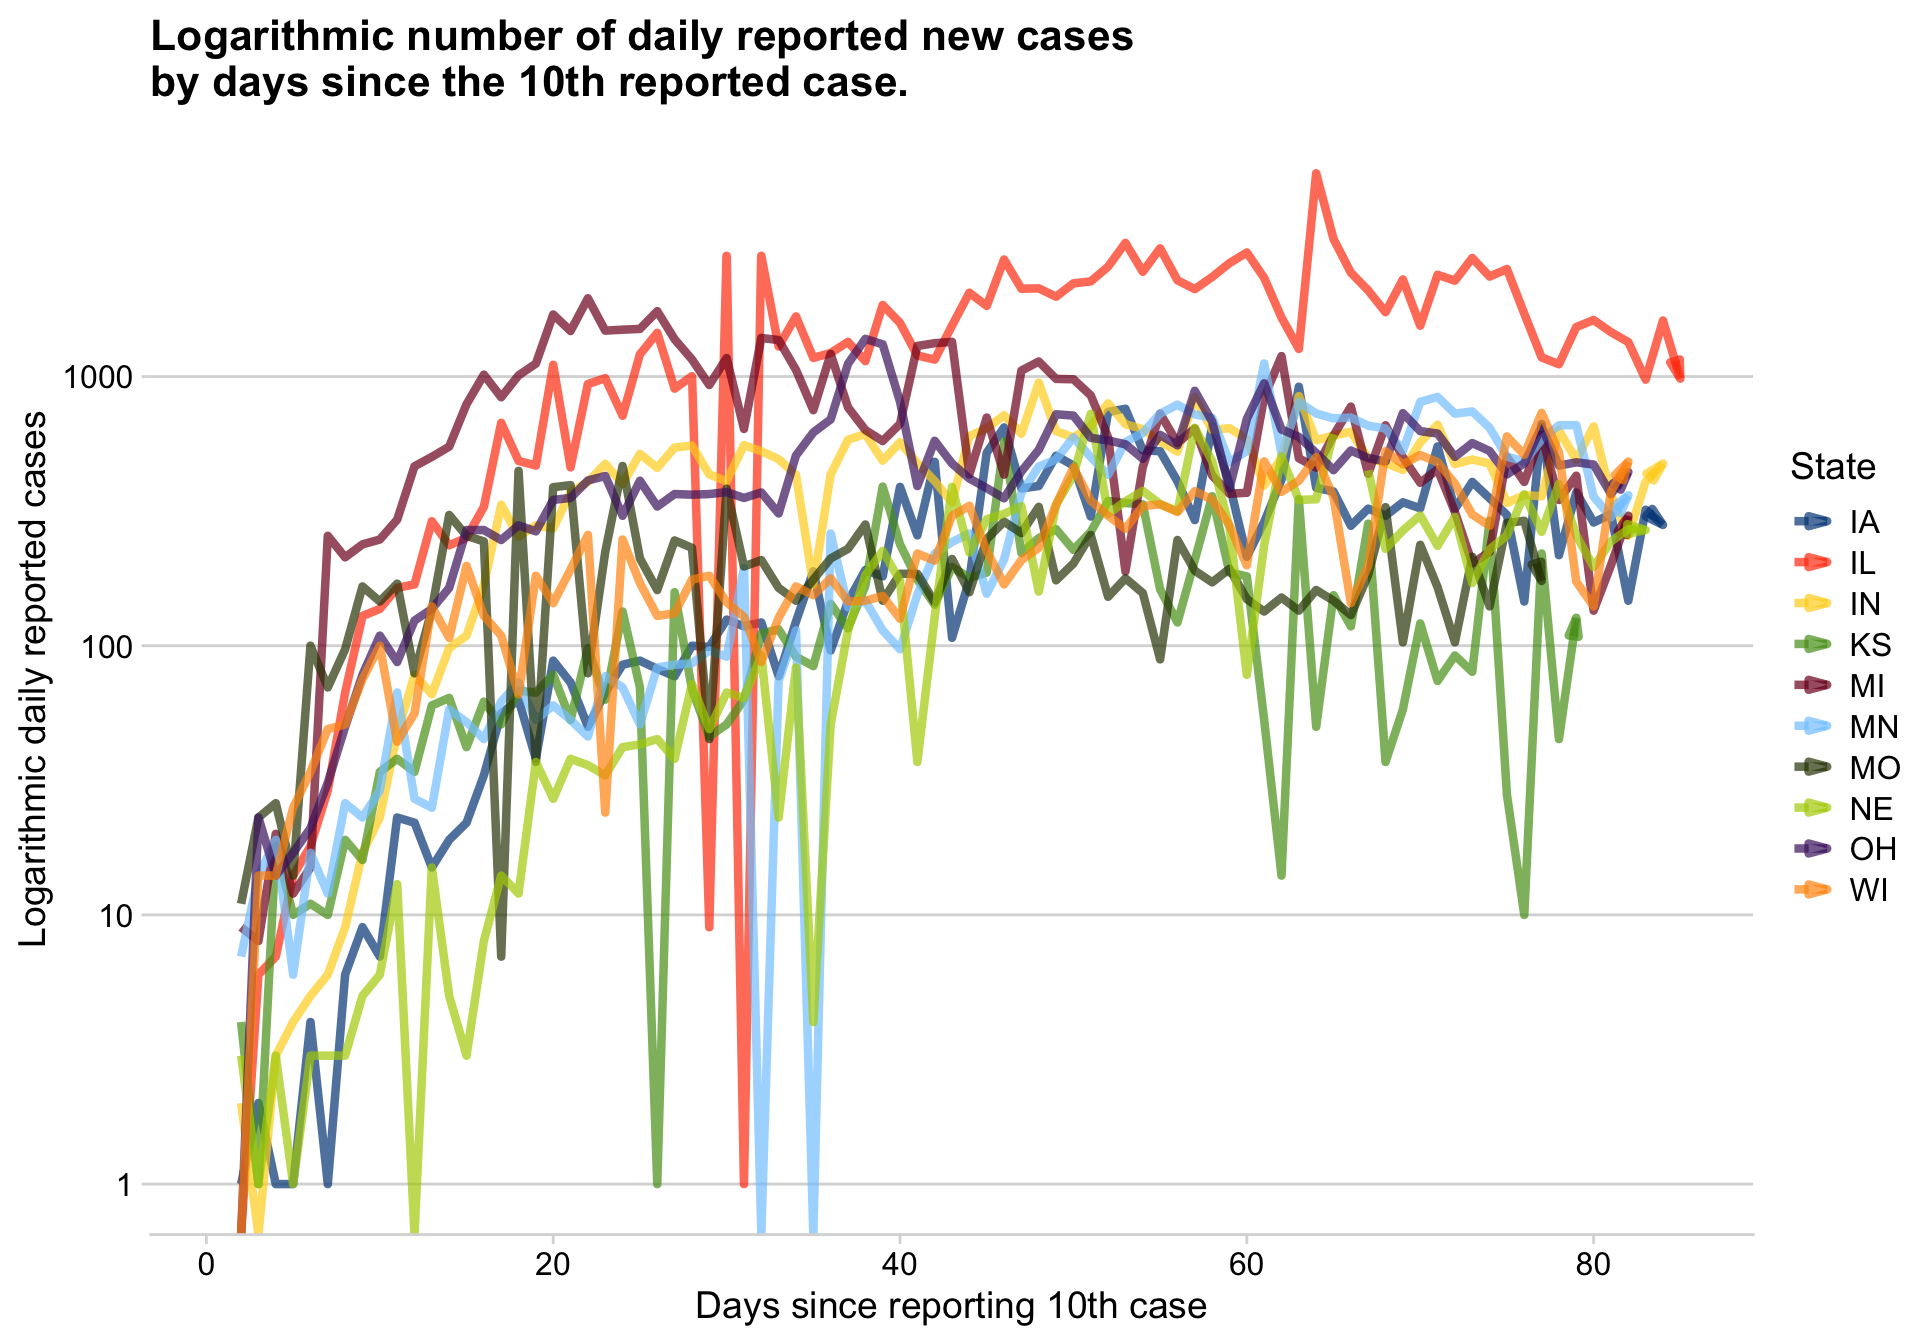 Logarithmic number of daily reported new cases
by days since the 10th reported case.
Logarithmic daily reported cases
1000
100
10
1
0
20
40
60
80
Days since reporting 10th case
State
IA
IL
IN
KS
MI
MN
MO
NE
OH
WI